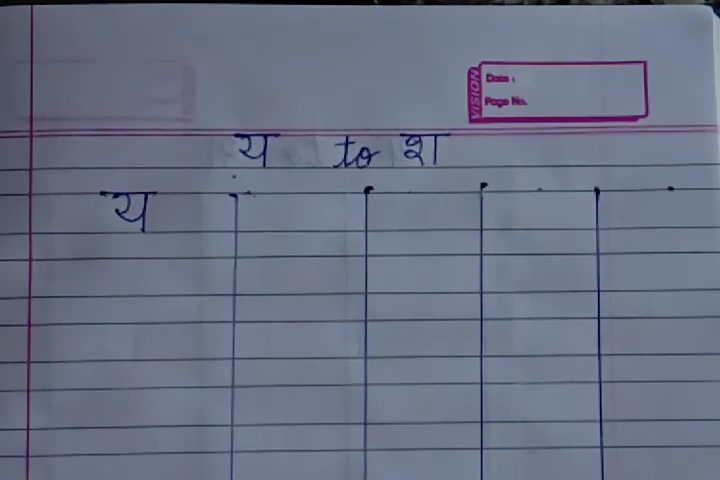 VISION
Date :
Page No.
य to श
य